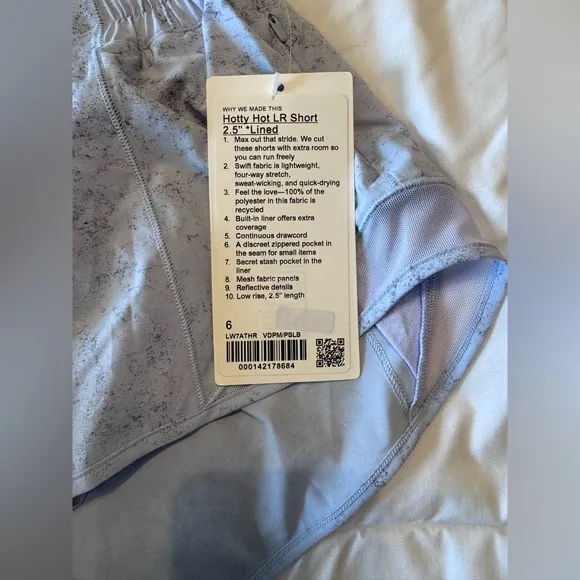 WHY WE MADE THIS
Hotty Hot LR Short
2.5" *Lined
1. Max out that stride. We cut
these shorts with extra room so
you can run freely
2. Swift fabric is lightweight,
four-way stretch,
sweat-wicking, and quick-drying
3. Feel the love—100% of the
polyester in this fabric is
recycled
4. Built-in liner offers extra
coverage
5. Continuous drawcord
6. A discreet zippered pocket in
the seam for small items
7. Secret stash pocket in the
liner
8. Mesh fabric panels
9. Reflective details
10. Low rise, 2.5" length
6
LW7ATHR VDPM/PSLB
000142178684